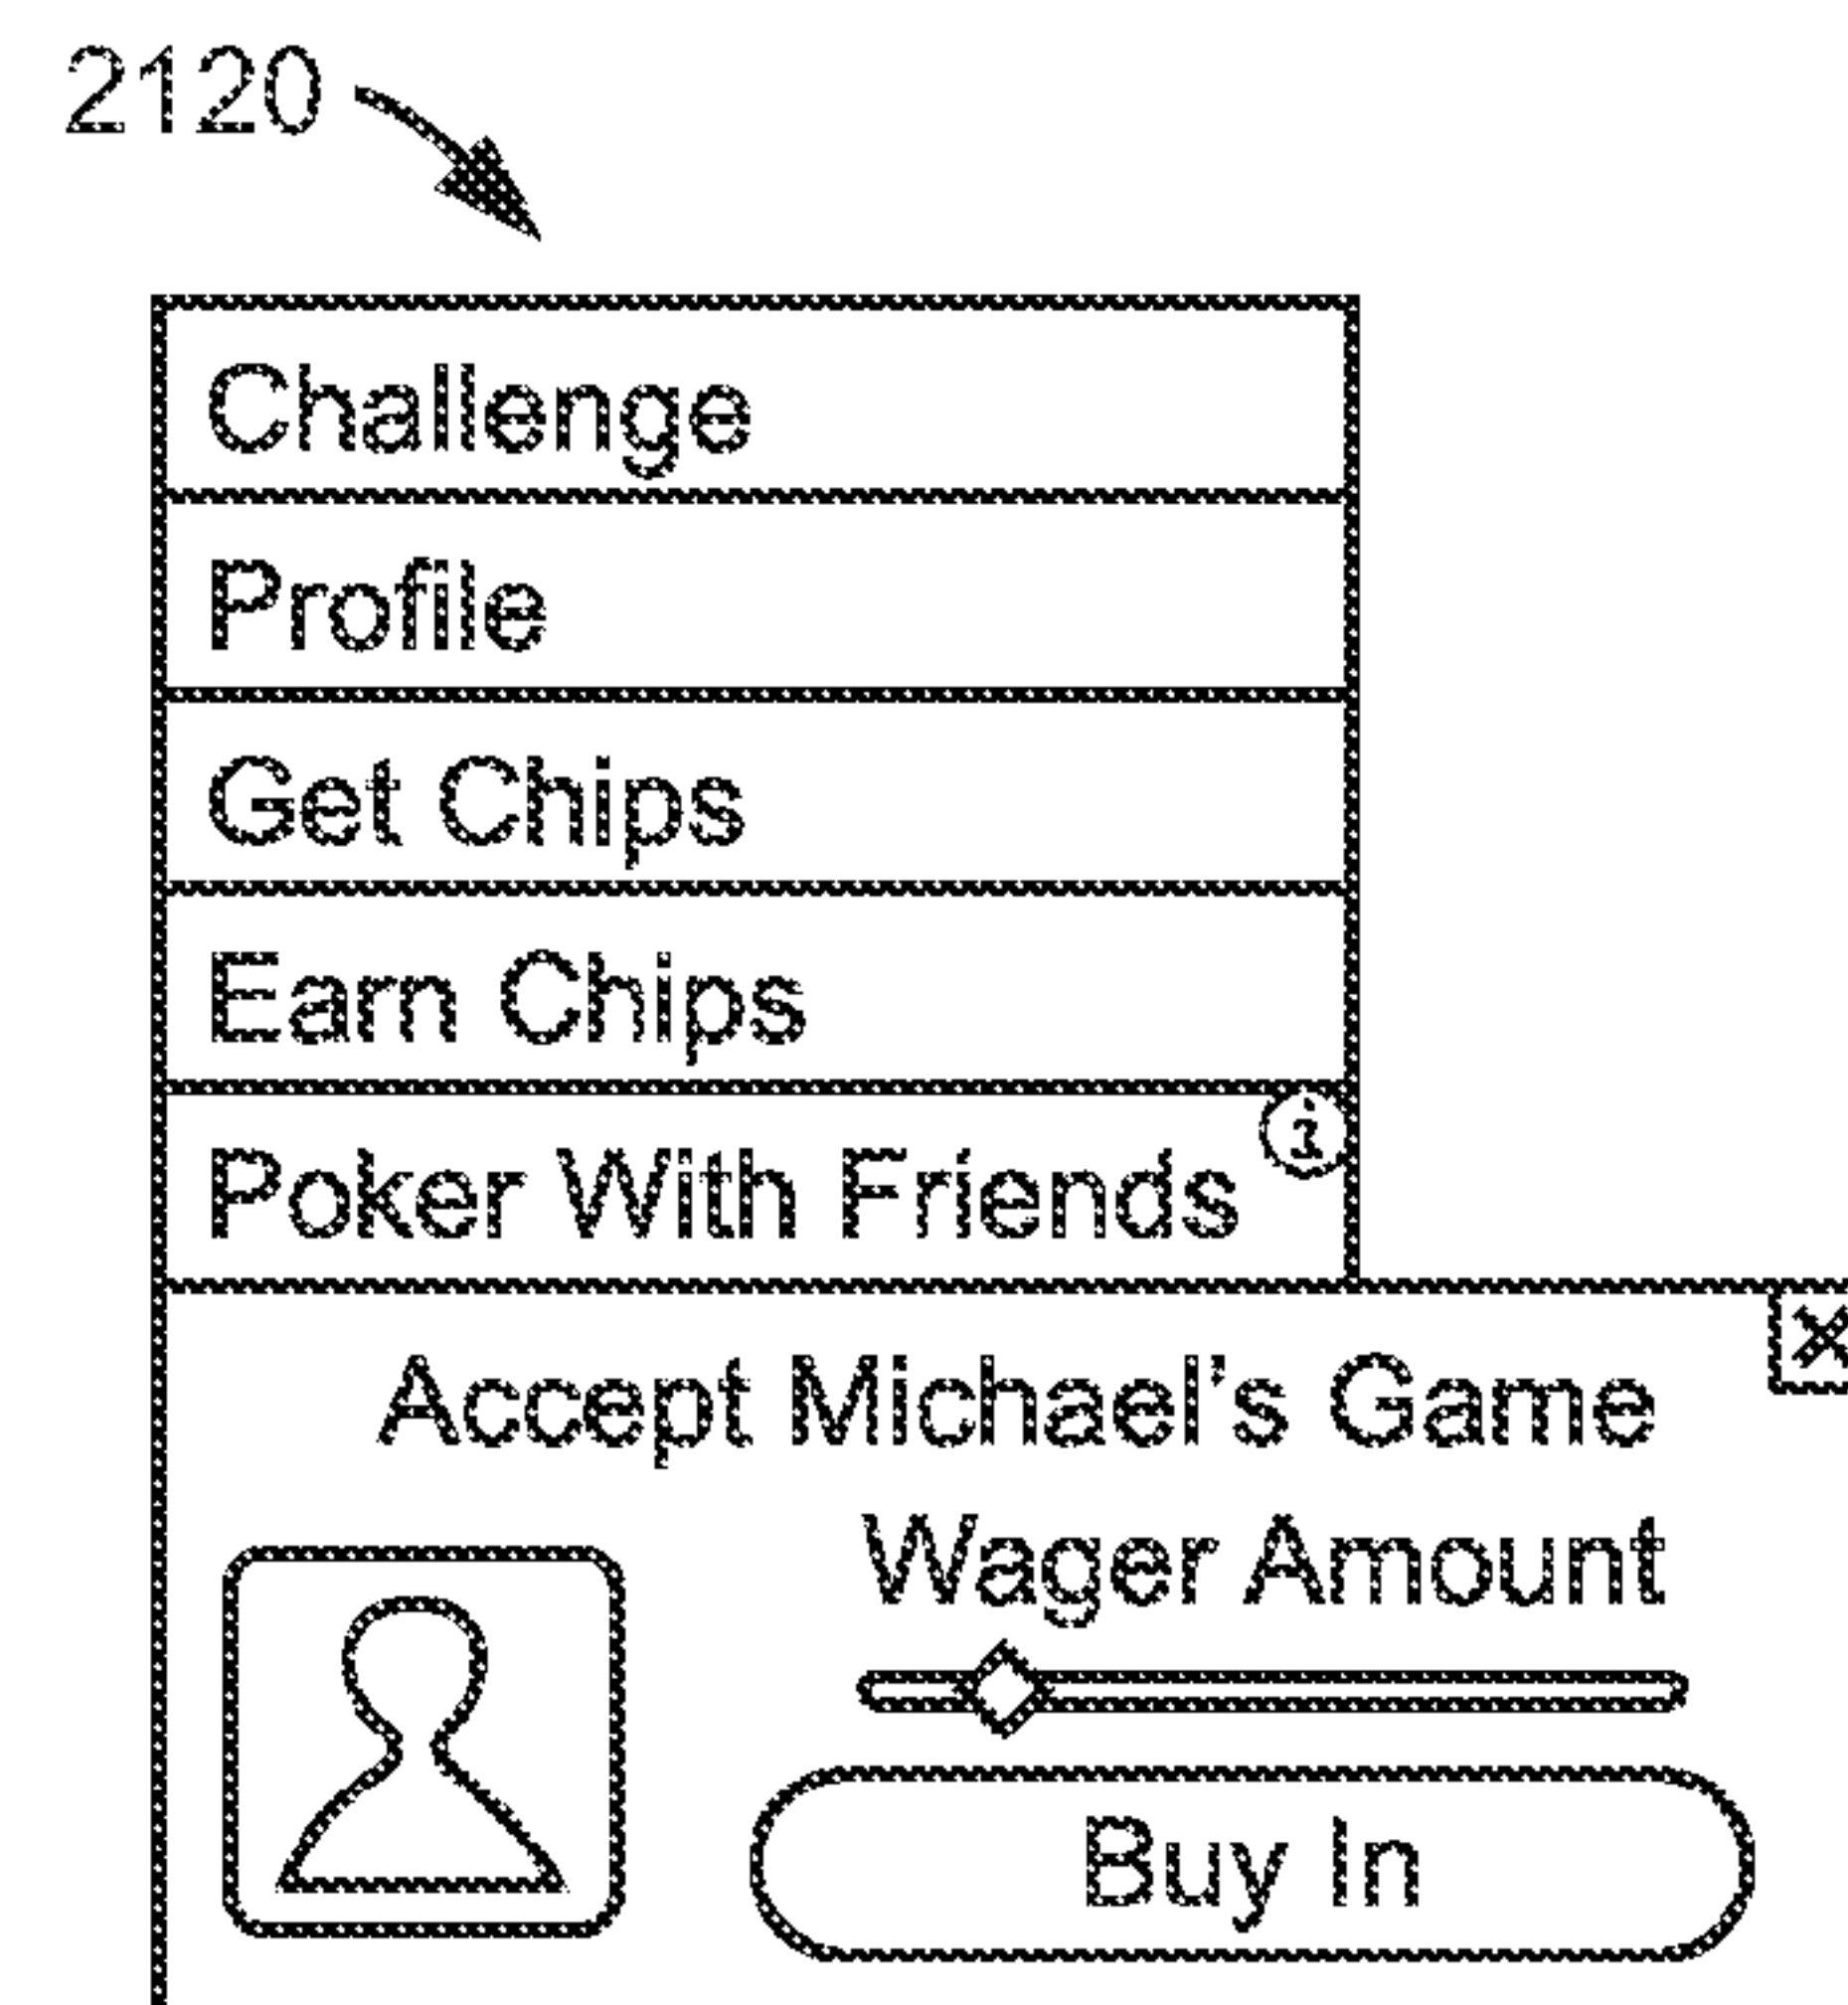 2120
Challenge
Profile
Get Chips
Earn Chips
Poker With Friends
i
X
Accept Michael's Game
Wager Amount
Buy In